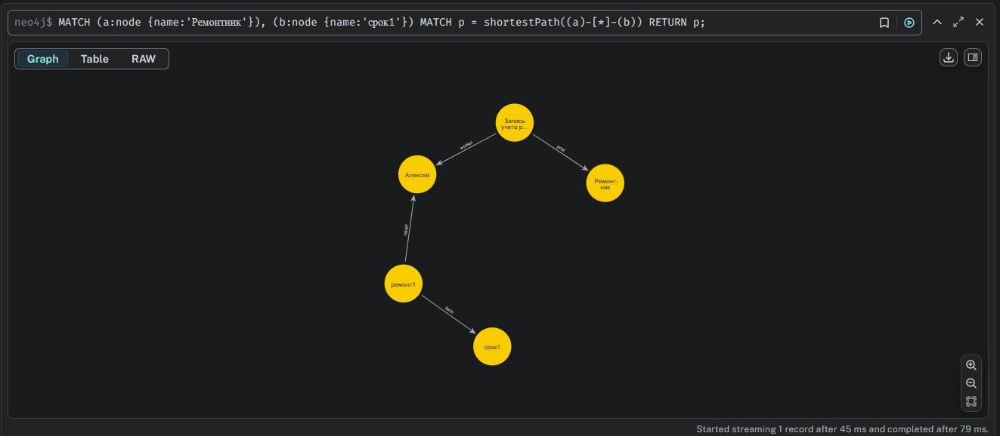 neo4j$ MATCH (a:node {name:'Ремонтник'}), (b:node {name:'срок1'}) MATCH p = shortestPath((a)-[*]-(b)) RETURN p;
Graph Table RAW
Запись
учета р...
worker
post
Алексей
Ремонт-
ник
repair
ремонт1
term
срок1
Started streaming 1 record after 45 ms and completed after 79 ms.